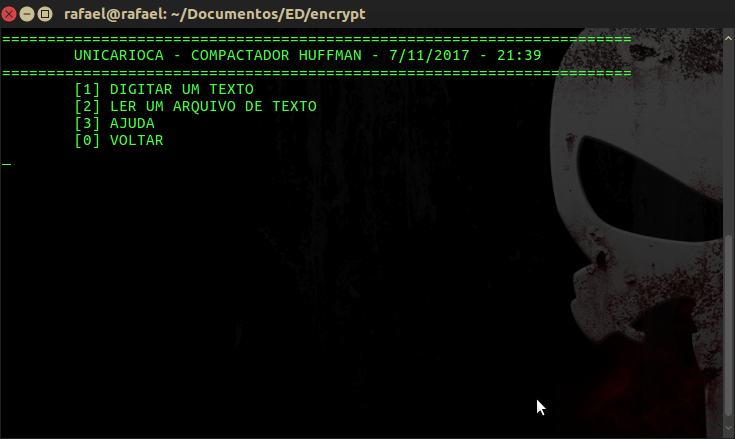 rafael@rafael: ~/Documentos/ED/encrypt
======================================================================
UNICARIOCA - COMPACTADOR HUFFMAN - 7/11/2017 - 21:39
======================================================================
[1] DIGITAR UM TEXTO
[2] LER UM ARQUIVO DE TEXTO
[3] AJUDA
[0] VOLTAR
_